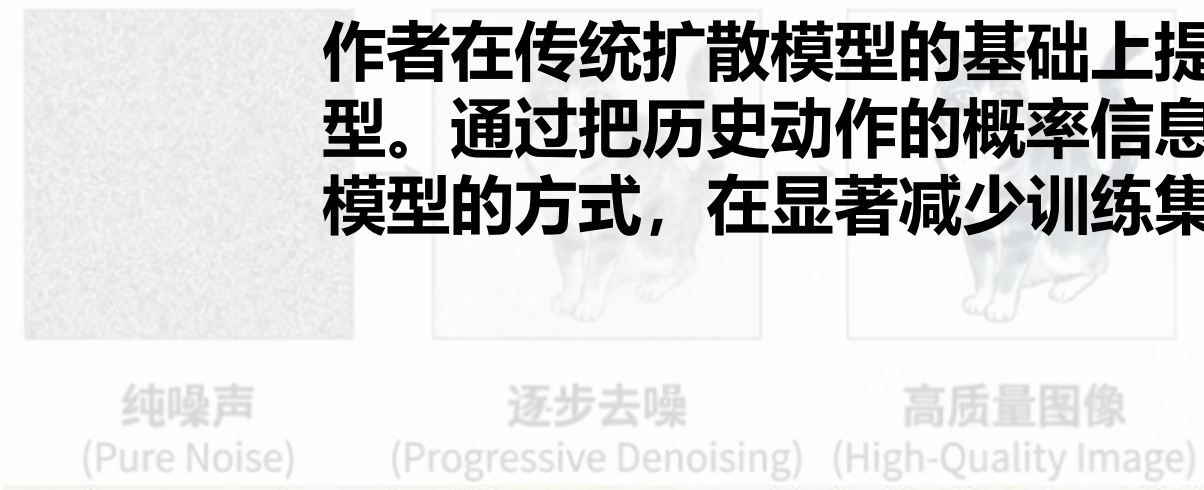 作者在传统扩散模型的基础上提
型。通过把历史动作的概率信息
模型的方式，在显著减少训练集
纯噪声 逐步去噪 高质量图像
(Pure Noise) (Progressive Denoising) (High-Quality Image)